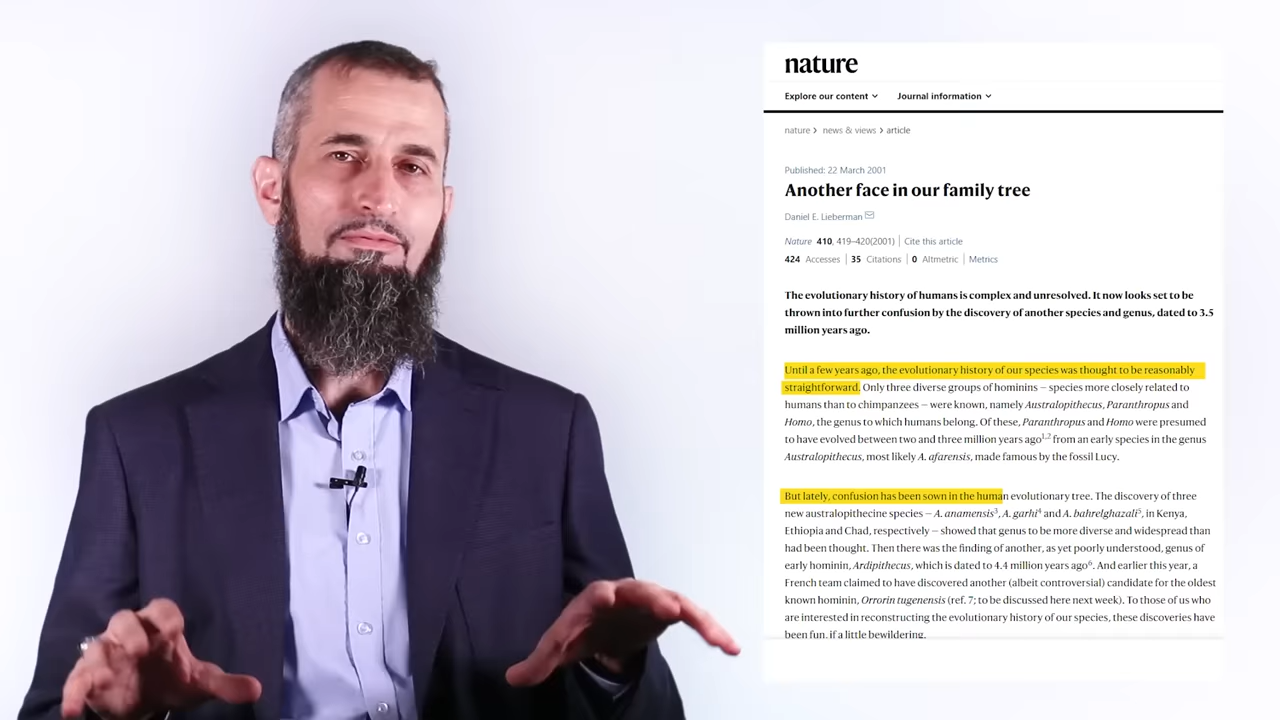 nature
Explore our content
Journal information
nature > news & views > article
Published: 22 March 2001
Another face in our family tree
Daniel E. Lieberman
Nature 410, 419–420(2001) | Cite this article
424 Accesses | 35 Citations | 0 Altmetric | Metrics
The evolutionary history of humans is complex and unresolved. It now looks set to be
thrown into further confusion by the discovery of another species and genus, dated to 3.5
million years ago.
Until a few years ago, the evolutionary history of our species was thought to be reasonably
straightforward. Only three diverse groups of hominins — species more closely related to
humans than to chimpanzees — were known, namely Australopithecus, Paranthropus and
Homo, the genus to which humans belong. Of these, Paranthropus and Homo were presumed
to have evolved between two and three million years ago1,2 from an early species in the genus
Australopithecus, most likely A. afarensis, made famous by the fossil Lucy.
But lately, confusion has been sown in the human evolutionary tree. The discovery of three
new australopithecine species — A. anamensis3, A. garhi4 and A. bahrelghazali5, in Kenya,
Ethiopia and Chad, respectively — showed that genus to be more diverse and widespread than
had been thought. Then there was the finding of another, as yet poorly understood, genus of
early hominin, Ardipithecus, which is dated to 4.4 million years ago6. And earlier this year, a
French team claimed to have discovered another (albeit controversial) candidate for the oldest
known hominin, Orrorin tugenensis (ref. 7; to be discussed here next week). To those of us who
are interested in reconstructing the evolutionary history of our species, these discoveries have
been fun, if a little bewildering.